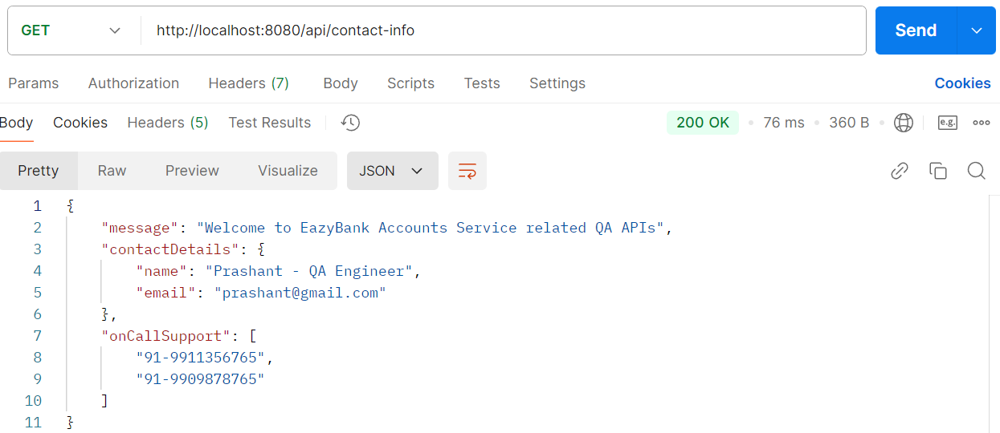 GET http://localhost:8080/api/contact-info Send
Params Authorization Headers (7) Body Scripts Tests Settings Cookies
Body Cookies Headers (5) Test Results 200 OK • 76 ms • 360 B • e.g.
Pretty Raw Preview Visualize JSON
1 {
2 "message": "Welcome to EazyBank Accounts Service related QA APIs",
3 "contactDetails": {
4 "name": "Prashant - QA Engineer",
5 "email": "prashant@gmail.com"
6 },
7 "onCallSupport": [
8 "91-9911356765",
9 "91-9909878765"
10 ]
11 }